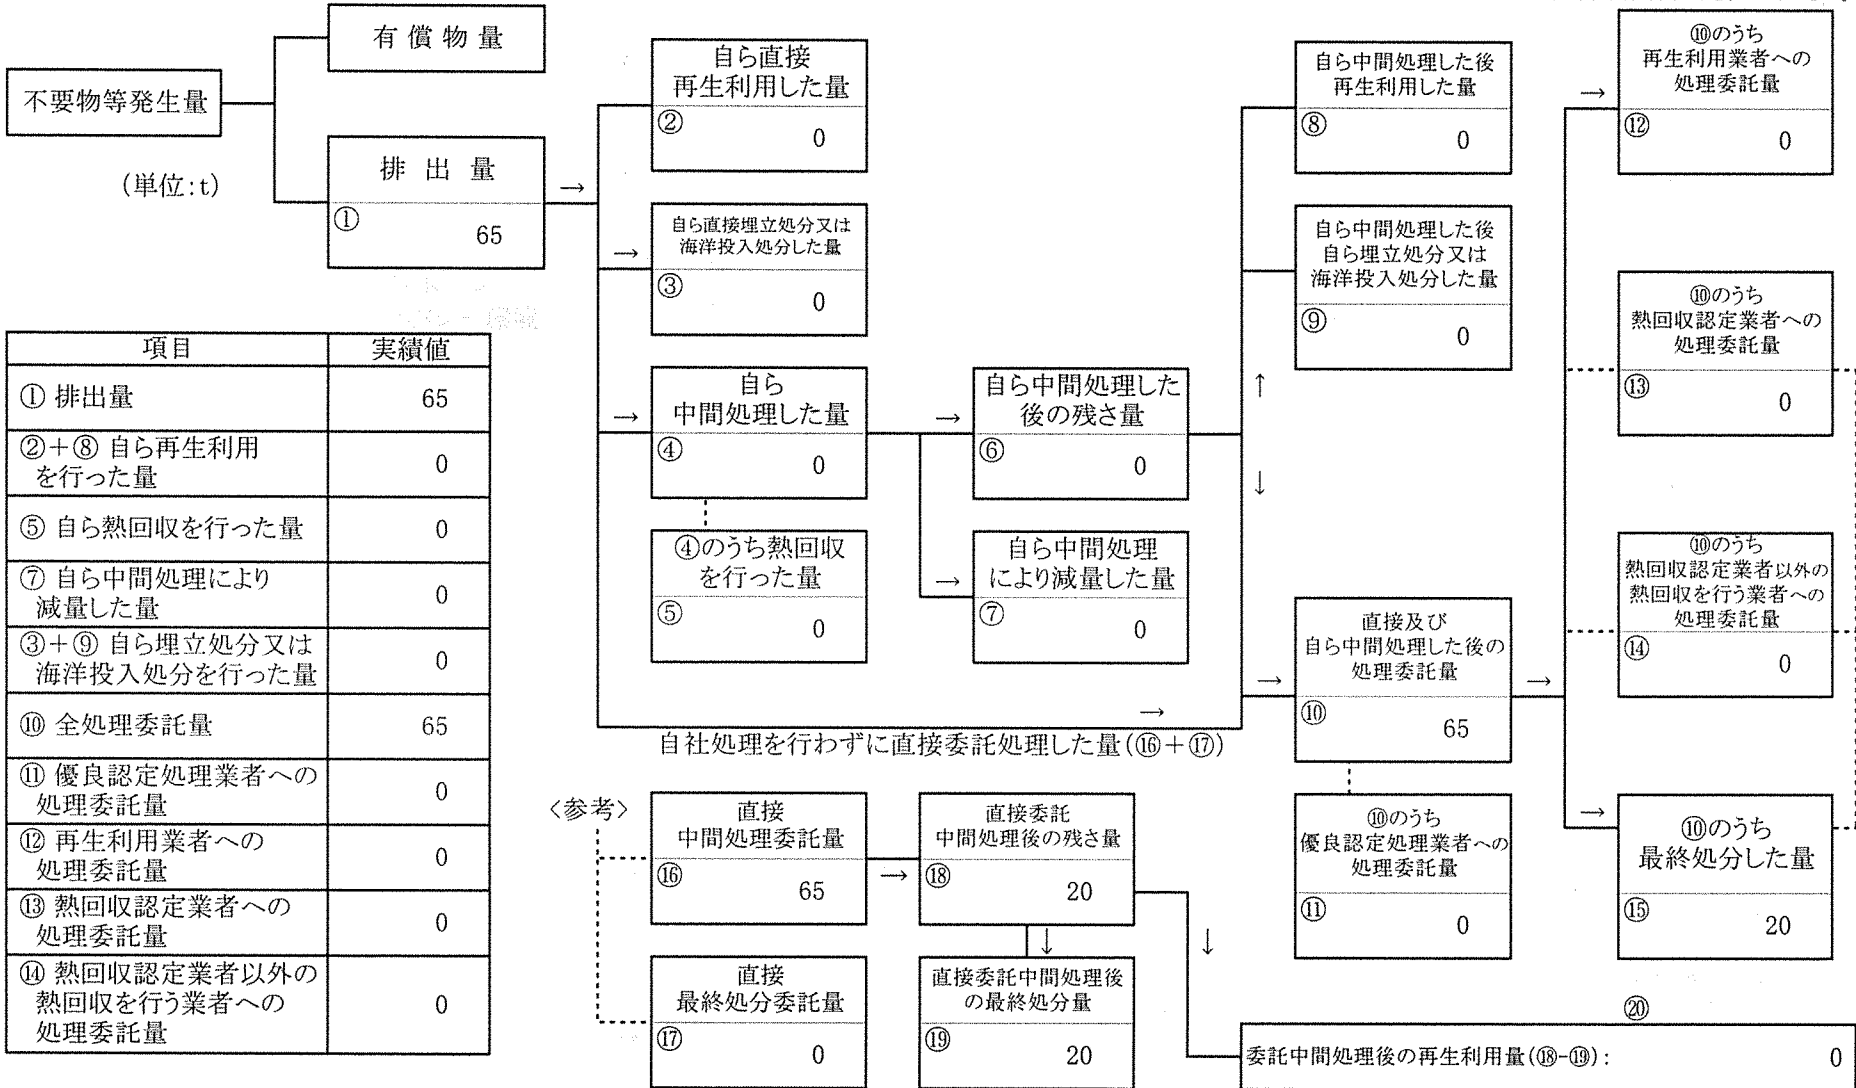 不要物等発生量
(単位:t)
有償物量
排出量
① 65
自ら直接
再生利用した量
② 0
自ら直接埋立処分又は
海洋投入処分した量
③ 0
自ら
中間処理した量
④ 0
④のうち熱回収
を行った量
⑤ 0
自ら中間処理した
後の残さ量
⑥ 0
自ら中間処理
により減量した量
⑦ 0
自ら中間処理した後
再生利用した量
⑧ 0
自ら中間処理した後
自ら埋立処分又は
海洋投入処分した量
⑨ 0
直接及び
自ら中間処理した後の
処理委託量
⑩ 65
⑩のうち
優良認定処理業者への
処理委託量
⑪ 0
⑩のうち
再生利用業者への
処理委託量
⑫ 0
⑩のうち
熱回収認定業者への
処理委託量
⑬ 0
⑩のうち
熱回収認定業者以外の
熱回収を行う業者への
処理委託量
⑭ 0
⑩のうち
最終処分した量
⑮ 20
自社処理を行わずに直接委託処理した量(⑯+⑰)
〈参考〉
直接
中間処理委託量
⑯ 65
直接
最終処分委託量
⑰ 0
直接委託
中間処理後の残さ量
⑱ 20
直接委託中間処理後
の最終処分量
⑲ 20
⑳
委託中間処理後の再生利用量(⑱-⑲): 0
項目 実績値
① 排出量 65
②+⑧ 自ら再生利用
を行った量 0
⑤ 自ら熱回収を行った量 0
⑦ 自ら中間処理により
減量した量 0
③+⑨ 自ら埋立処分又は
海洋投入処分を行った量 0
⑩ 全処理委託量 65
⑪ 優良認定処理業者への
処理委託量 0
⑫ 再生利用業者への
処理委託量 0
⑬ 熱回収認定業者への
処理委託量 0
⑭ 熱回収認定業者以外の
熱回収を行う業者への
処理委託量 0